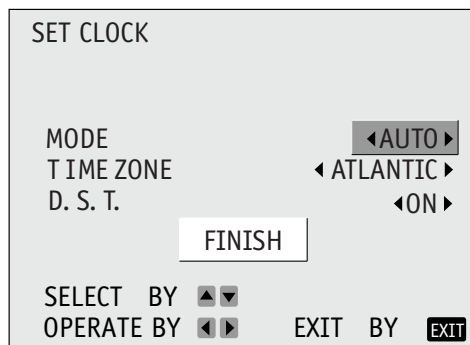 SET CLOCK
MODE ◀AUTO▶
TIME ZONE ◀ATLANTIC▶
D. S. T. ◀ON▶
FINISH
SELECT BY ▲▼
OPERATE BY ◀▶ EXIT BY EXIT